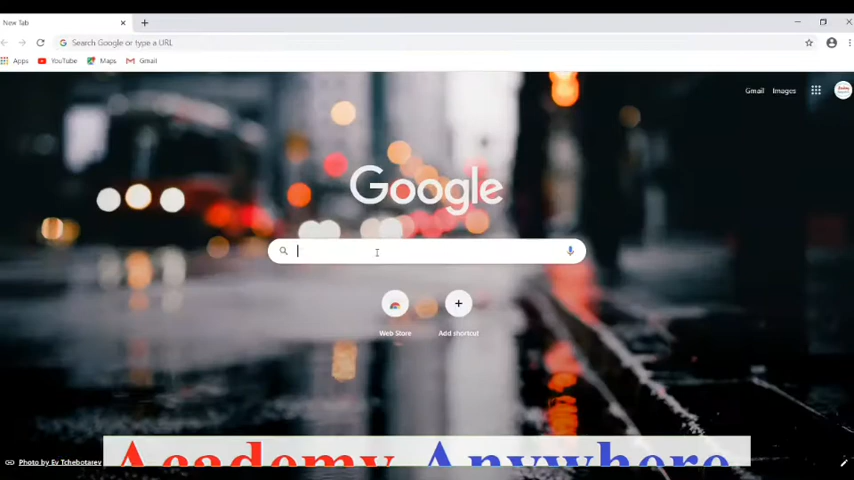 New Tab
Search Google or type a URL
Apps YouTube Maps Gmail
Gmail Images
Google
Web Store Add shortcut
Photo by Ev Tchebotarev
Academy Anywhere